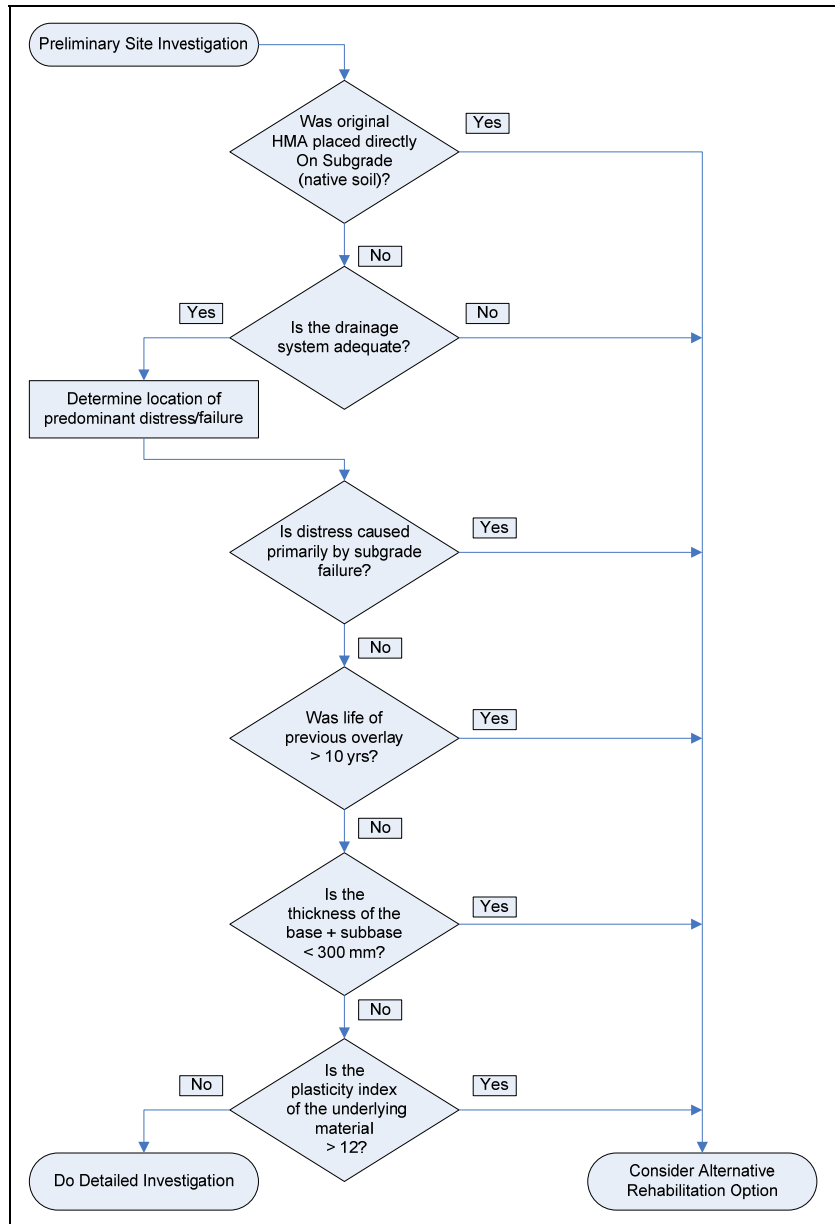 Preliminary Site Investigation
Was original
HMA placed directly
On Subgrade
(native soil)?
Yes
No
Is the drainage
system adequate?
Yes
No
Determine location of
predominant distress/failure
Is distress caused
primarily by subgrade
failure?
Yes
No
Was life of
previous overlay
> 10 yrs?
Yes
No
Is the
thickness of the
base + subbase
< 300 mm?
Yes
No
Is the
plasticity index
of the underlying
material
> 12?
No
Yes
Do Detailed Investigation
Consider Alternative
Rehabilitation Option